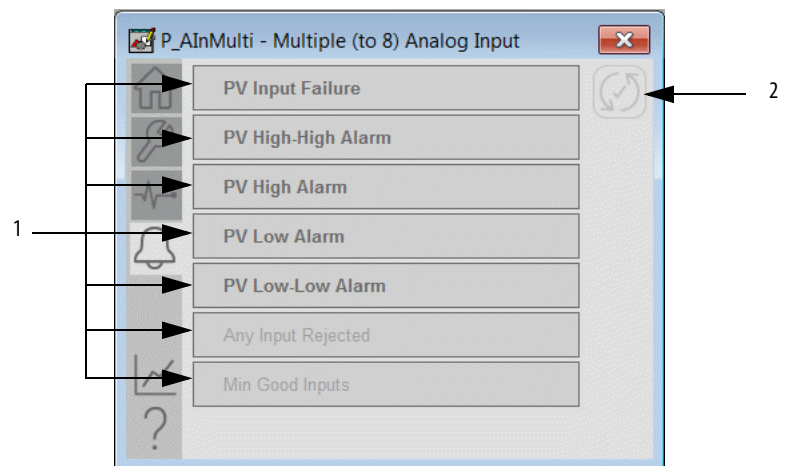 P_AInMulti - Multiple (to 8) Analog Input
PV Input Failure
2
PV High-High Alarm
PV High Alarm
1
PV Low Alarm
PV Low-Low Alarm
Any Input Rejected
Min Good Inputs
?